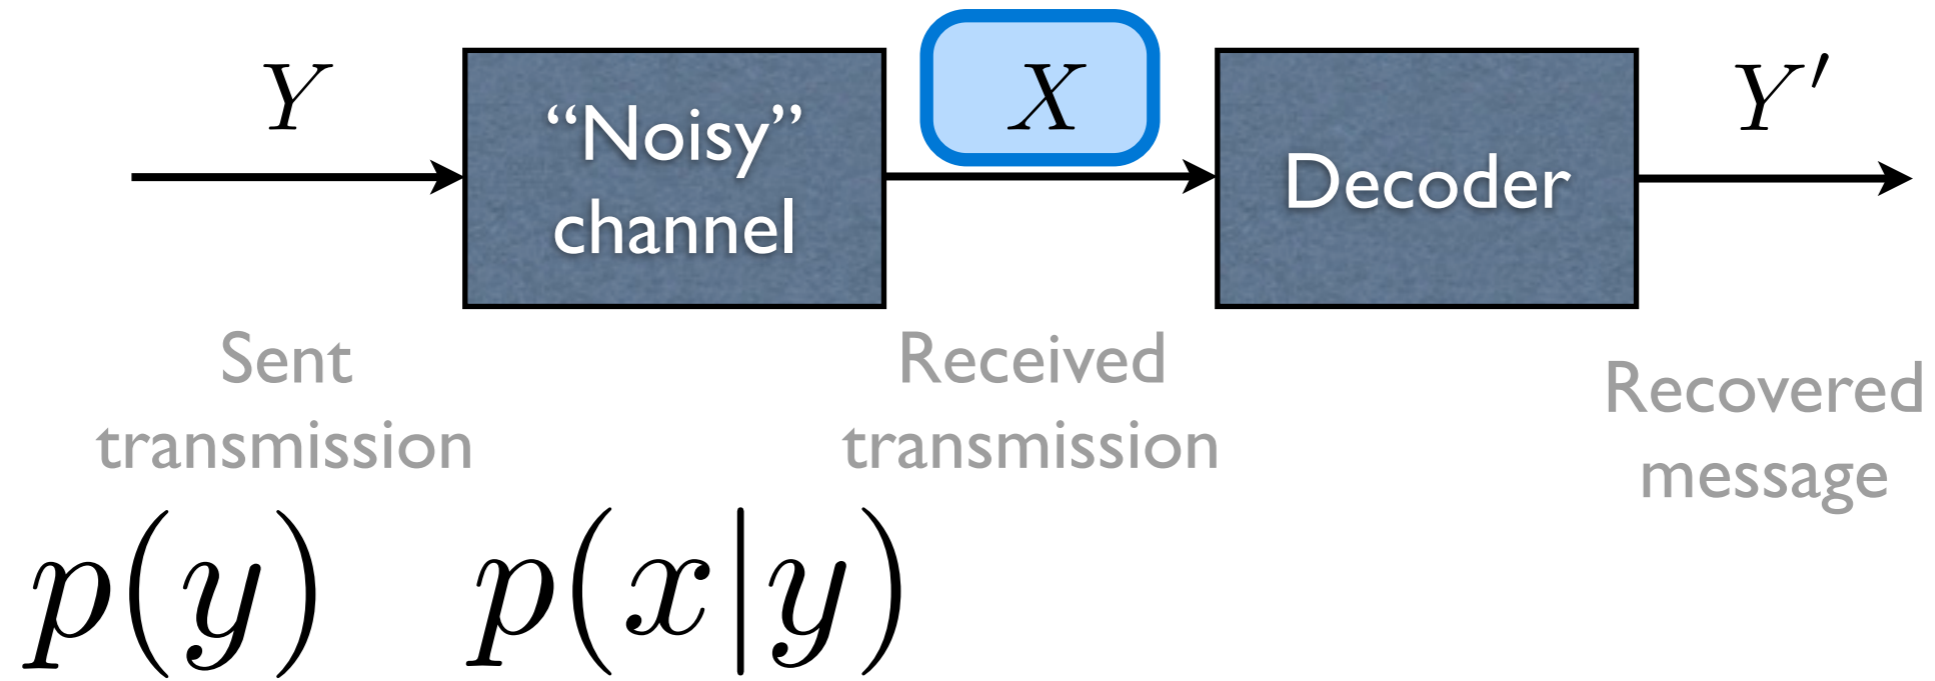 Y
“Noisy”
channel
X
Decoder
Y′
Sent
transmission
Received
transmission
Recovered
message
p(y)
p(x|y)